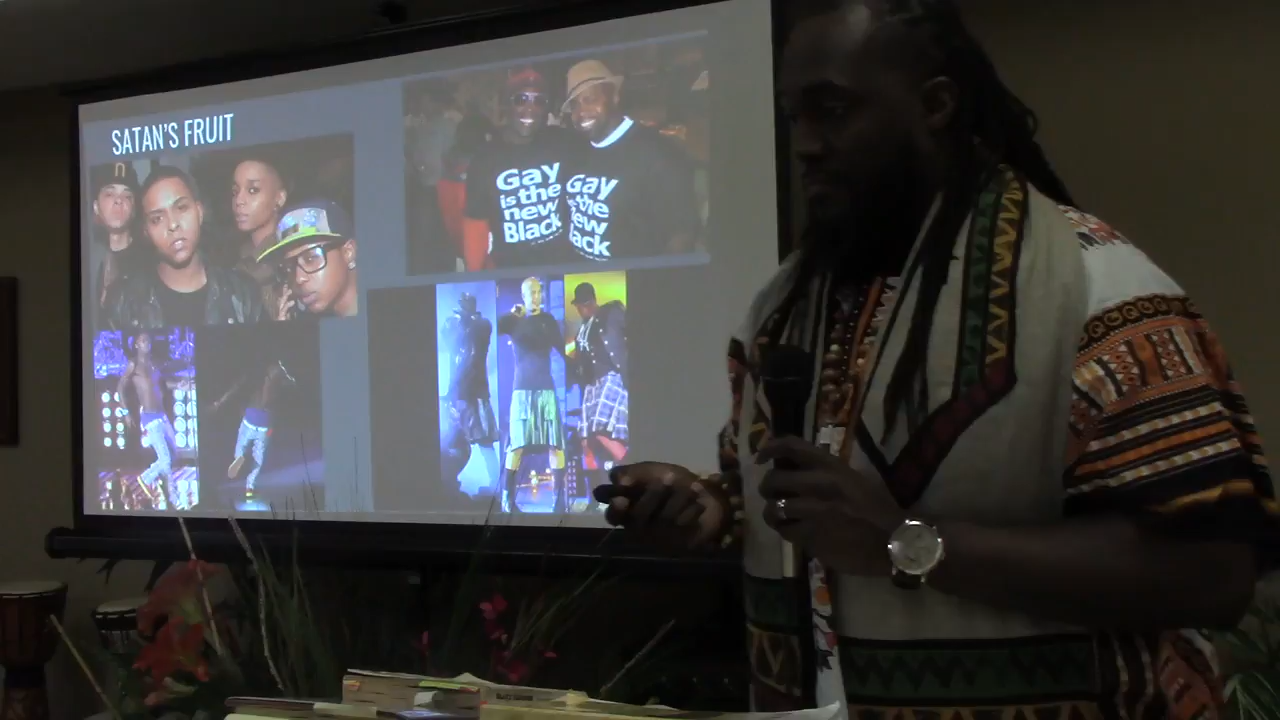 SATAN'S FRUIT
Gay
is the
new
Black
Gay
is the
new
Black